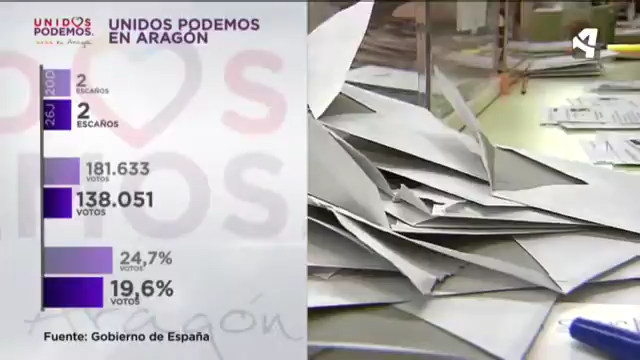 UNIDOS
PODEMOS.
en Aragón
UNIDOS PODEMOS
EN ARAGÓN
20D
2
ESCAÑOS
26J
2
ESCAÑOS
181.633
VOTOS
138.051
VOTOS
24,7%
VOTOS
19,6%
VOTOS
Fuente: Gobierno de España